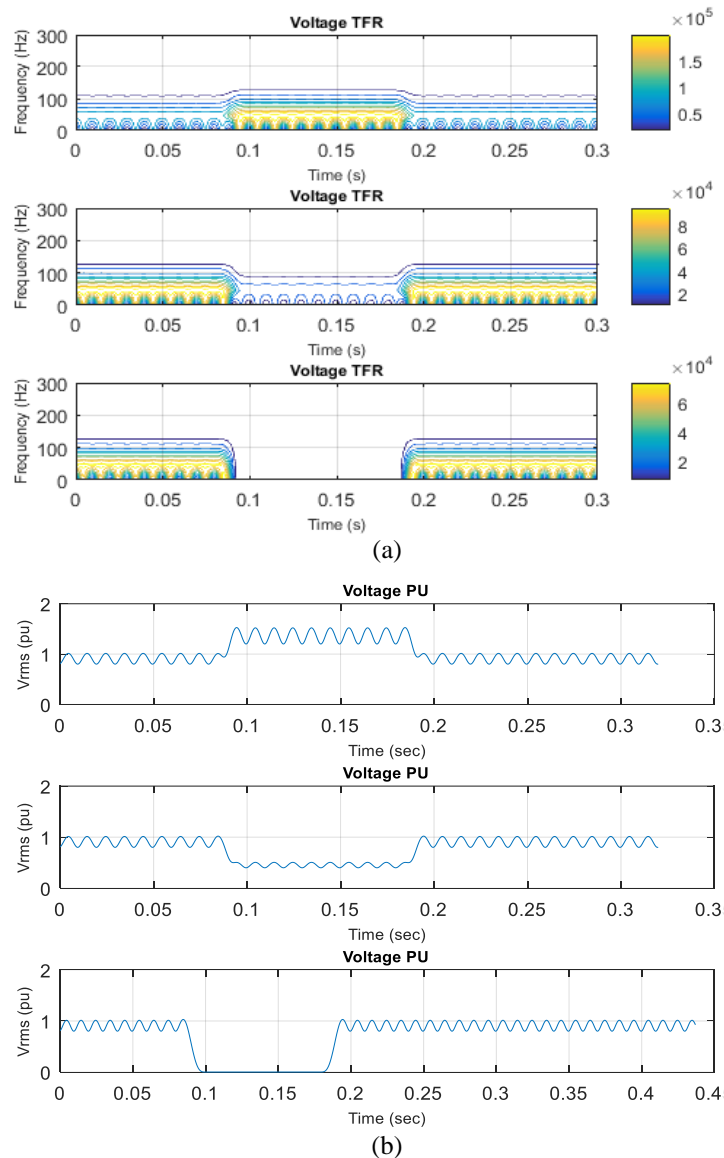 Voltage TFR
×10⁵
Frequency (Hz)
300
200
100
0
0 0.05 0.1 0.15 0.2 0.25 0.3
1.5
1
0.5
Time (s)
Voltage TFR
×10⁴
Frequency (Hz)
300
200
100
0
0 0.05 0.1 0.15 0.2 0.25 0.3
8
6
4
2
Time (s)
Voltage TFR
×10⁴
Frequency (Hz)
300
200
100
0
0 0.05 0.1 0.15 0.2 0.25 0.3
6
4
2
Time (s)
(a)
Voltage PU
Vrms (pu)
2
1
0
0 0.05 0.1 0.15 0.2 0.25 0.3 0.3
Time (sec)
Voltage PU
Vrms (pu)
2
1
0
0 0.05 0.1 0.15 0.2 0.25 0.3 0.3
Time (sec)
Voltage PU
Vrms (pu)
2
1
0
0 0.05 0.1 0.15 0.2 0.25 0.3 0.35 0.4 0.4
Time (sec)
(b)